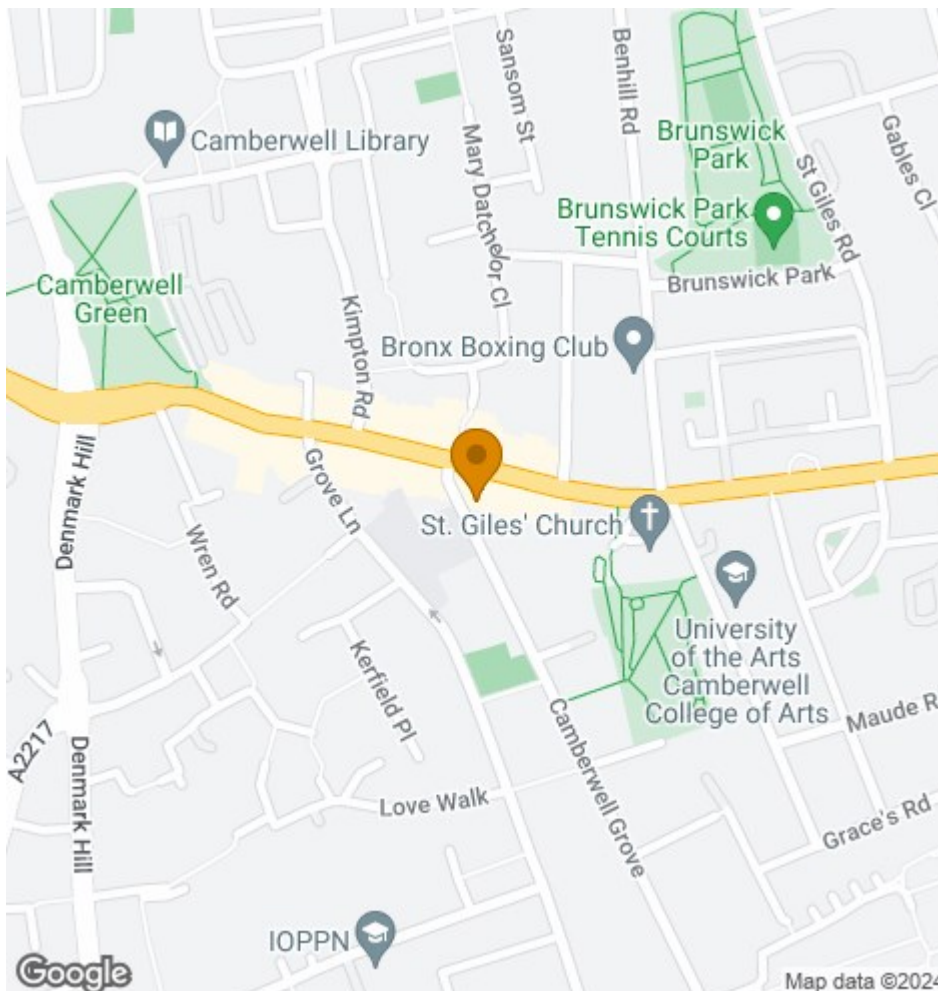 Sansom St
Benhill Rd
Camberwell Library
Mary Datchelor Cl
Brunswick
Park
St Giles Rd
Gables Cl
Brunswick Park
Tennis Courts
Camberwell
Green
Brunswick Park
Kimpton Rd
Bronx Boxing Club
Denmark Hill
Grove Ln
St. Giles' Church
Wren Rd
University
of the Arts
Camberwell
College of Arts
Kerfield Pl
Camberwell Grove
Maude R
A2217
Denmark Hill
Love Walk
Grace's Rd
IOPPN
Google
Map data ©2024